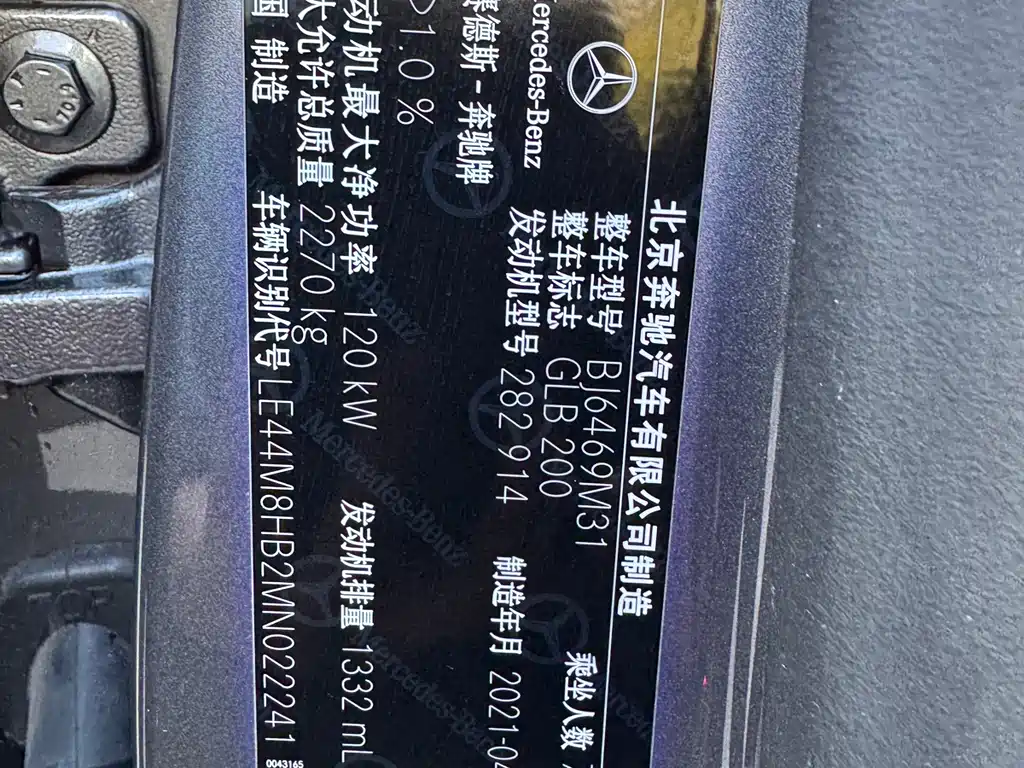 北京奔驰汽车有限公司制造
Mercedes-Benz
整车型号 BJ6469M31
整车标志 GLB 200
乘坐人数
发动机型号 282 914
制造年月 2021-04
赛德斯-奔驰牌
>1.0 %
动机最大净功率 120 kW
发动机排量 1332 mL
大允许总质量 2270 kg
国 制造
车辆识别代号 LE44M8HB2MN022241
0043165